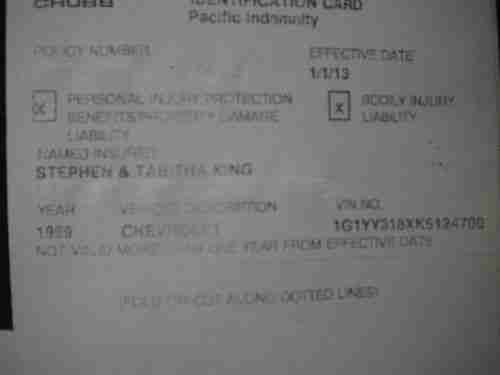 CHUBB
IDENTIFICATION CARD
Pacific Indemnity
POLICY NUMBER
EFFECTIVE DATE
1/1/13
X PERSONAL INJURY PROTECTION
BENEFITS/PROPERTY DAMAGE
LIABILITY
X BODILY INJURY
LIABILITY
NAMED INSURED
STEPHEN & TABITHA KING
YEAR VEHICLE DESCRIPTION VIN NO.
1989 CHEVROLET
NOT VALID MORE THAN ONE YEAR FROM EFFECTIVE DATE
(FOLD OR CUT ALONG DOTTED LINES)